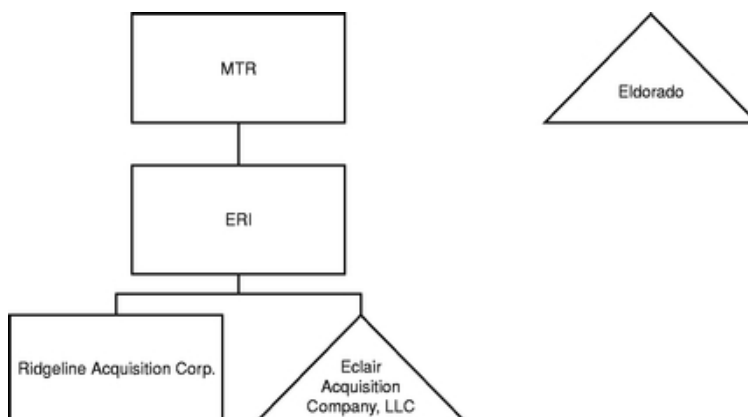 MTR
Eldorado
ERI
Ridgeline Acquisition Corp.
Eclair
Acquisition
Company, LLC